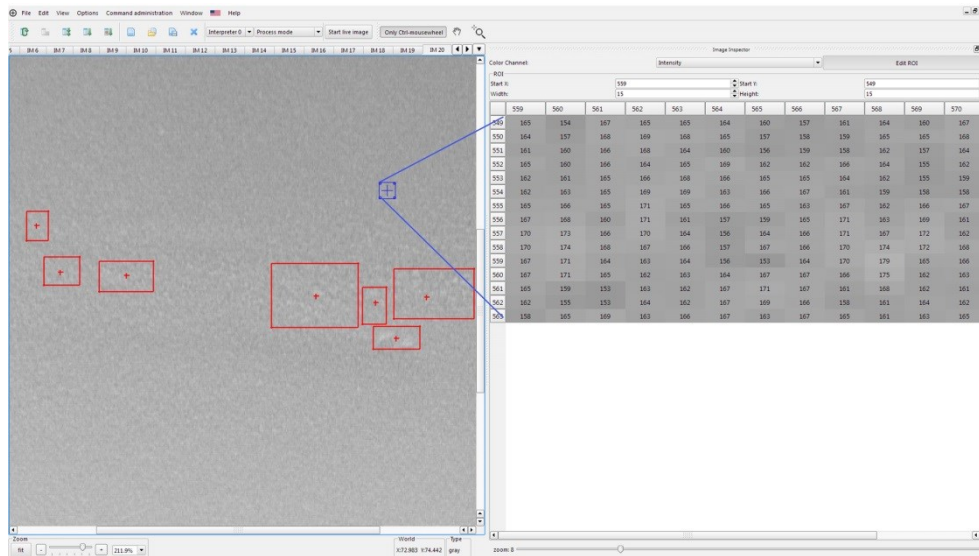 File Edit View Options Command administration Window Help
Interpreter 0 Process mode Start live image Only Ctrl-mousewheel
5 IM 6 IM 7 IM 8 IM 9 IM 10 IM 11 IM 12 IM 13 IM 14 IM 15 IM 16 IM 17 IM 18 IM 19 IM 20
Image Inspector
Color Channel: Intensity Edit ROI
ROI
Start X: 559 Start Y: 549
Width: 15 Height: 15
559 560 561 562 563 564 565 566 567 568 569 570
549 165 154 167 165 165 164 160 157 161 164 160 167
550 164 157 168 169 168 165 157 158 159 165 165 168
551 161 160 166 168 164 160 156 159 158 162 157 164
552 165 160 166 164 165 169 162 162 166 164 155 162
553 162 161 165 166 168 166 165 165 164 162 155 159
554 162 163 165 169 169 163 166 167 161 159 158 158
555 165 166 165 171 165 166 165 163 167 162 166 167
556 167 168 160 171 161 157 159 165 171 163 169 161
557 170 173 166 170 164 156 164 166 171 167 172 162
558 170 174 168 167 166 157 167 166 170 174 172 168
559 167 171 164 163 164 156 153 164 170 179 165 166
560 167 171 165 162 163 164 167 167 166 175 162 163
561 165 159 153 163 162 167 171 167 161 168 162 161
562 162 155 153 164 162 167 169 166 158 161 164 162
563 158 165 169 163 166 167 163 167 165 161 163 165
Zoom
fit - + 211.9%
World
X:72.983 Y:74.442
Type
gray
zoom: 8